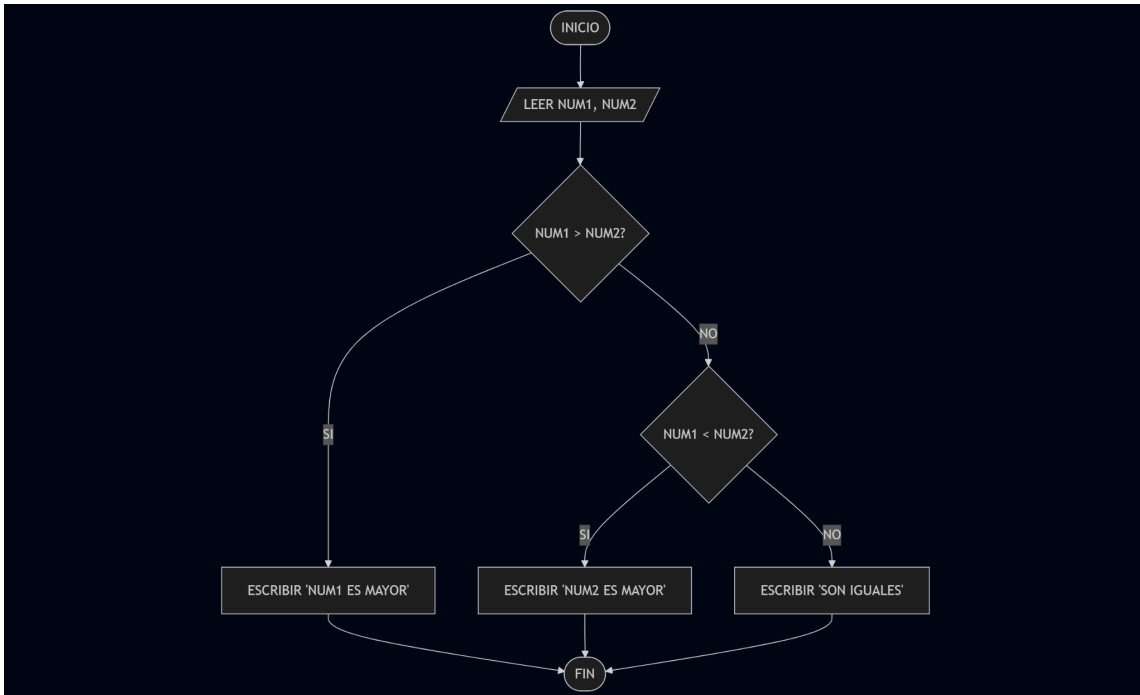 INICIO
LEER NUM1, NUM2
NUM1 > NUM2?
NO
SI
NUM1 < NUM2?
SI
NO
ESCRIBIR 'NUM1 ES MAYOR'
ESCRIBIR 'NUM2 ES MAYOR'
ESCRIBIR 'SON IGUALES'
FIN